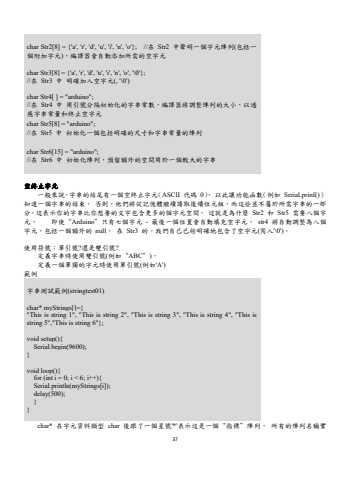 char Str2[8] = {'a', 'r', 'd', 'u', 'i', 'n', 'o'};   //在 Str2 中聲明一個字元陣列(包括一
個附加字元)，編譯器會自動添加所需的空字元
char Str3[8] = {'a', 'r', 'd', 'u', 'i', 'n', 'o', '\0'};
//在 Str3 中 明確加入空字元(, '\0')
char Str4[ ] = "arduino";
//在 Str4 中 用引號分隔初始化的字串常數，編譯器將調整陣列的大小，以適
應字串常量和終止空字元
char Str5[8] = "arduino";
//在 Str5 中 初始化一個包括明確的尺寸和字串常量的陣列
char Str6[15] = "arduino";
//在 Str6 中 初始化陣列，預留額外的空間用於一個較大的字串
空終止字元
一般來說，字串的結尾有一個空終止字元( ASCII 代碼 0)，以此讓功能函數( 例如 Serial.prinf() )
知道一個字串的結束， 否則，他們將從記憶體繼續讀取後續位元組，而這些並不屬於所需字串的一部
分。這表示你的字串比你想要的文字包含更多的個字元空間， 這就是為什麼 Str2 和 Str5 需要八個字
元， 即使“Arduino”只有七個字元 - 最後一個位置會自動填充空字元， str4 將自動調整為八個
字元，包括一個額外的 null， 在 Str3 的，我們自己已經明確地包含了空字元(寫入'\0')。
使用符號：單引號?還是雙引號?
定義字串時使用雙引號(例如 “ABC”)，
定義一個單獨的字元時使用單引號(例如'A')
範例
字串測試範例(stringtest01)
char* myStrings[]={
"This is string 1", "This is string 2", "This is string 3", "This is string 4", "This is
string 5","This is string 6"};
void setup(){
Serial.begin(9600);
}
void loop(){
for (int i = 0; i < 6; i++){
Serial.println(myStrings[i]);
delay(500);
}
}
char* 在字元資料類型 char 後跟了一個星號'*'表示這是一個“指標”陣列。 所有的陣列名稱實
37